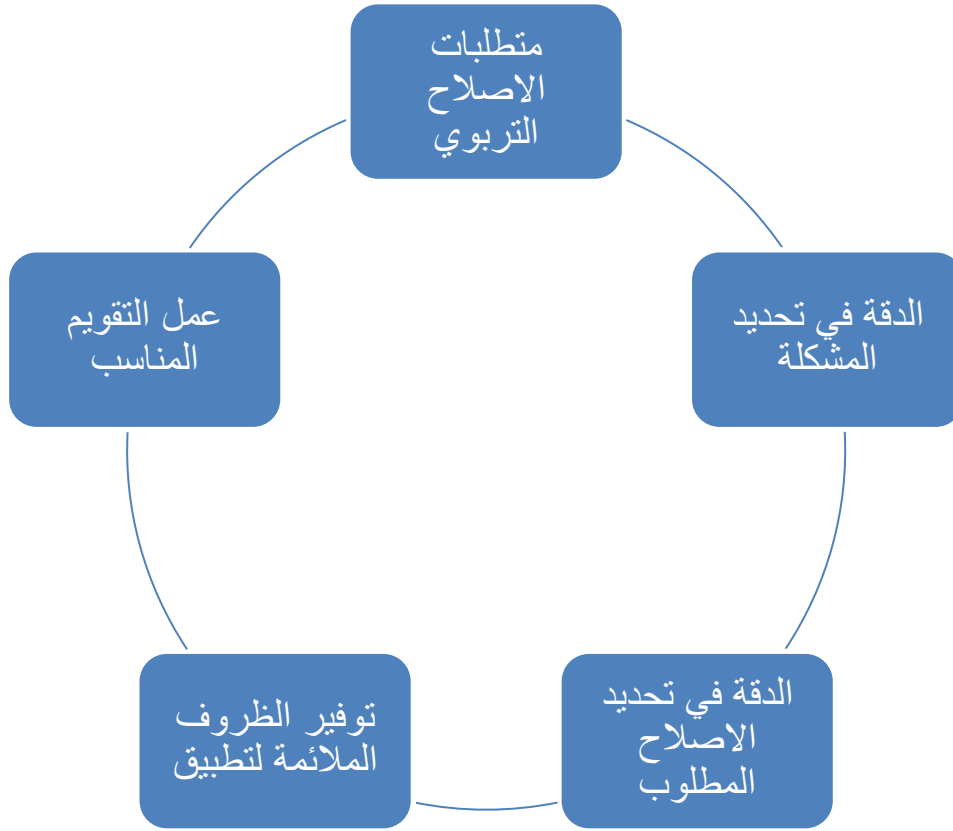 متطلبات
الاصلاح
التربوي
الدقة في تحديد
المشكلة
الدقة في تحديد
الاصلاح
المطلوب
توفير الظروف
الملائمة لتطبيق
عمل التقويم
المناسب